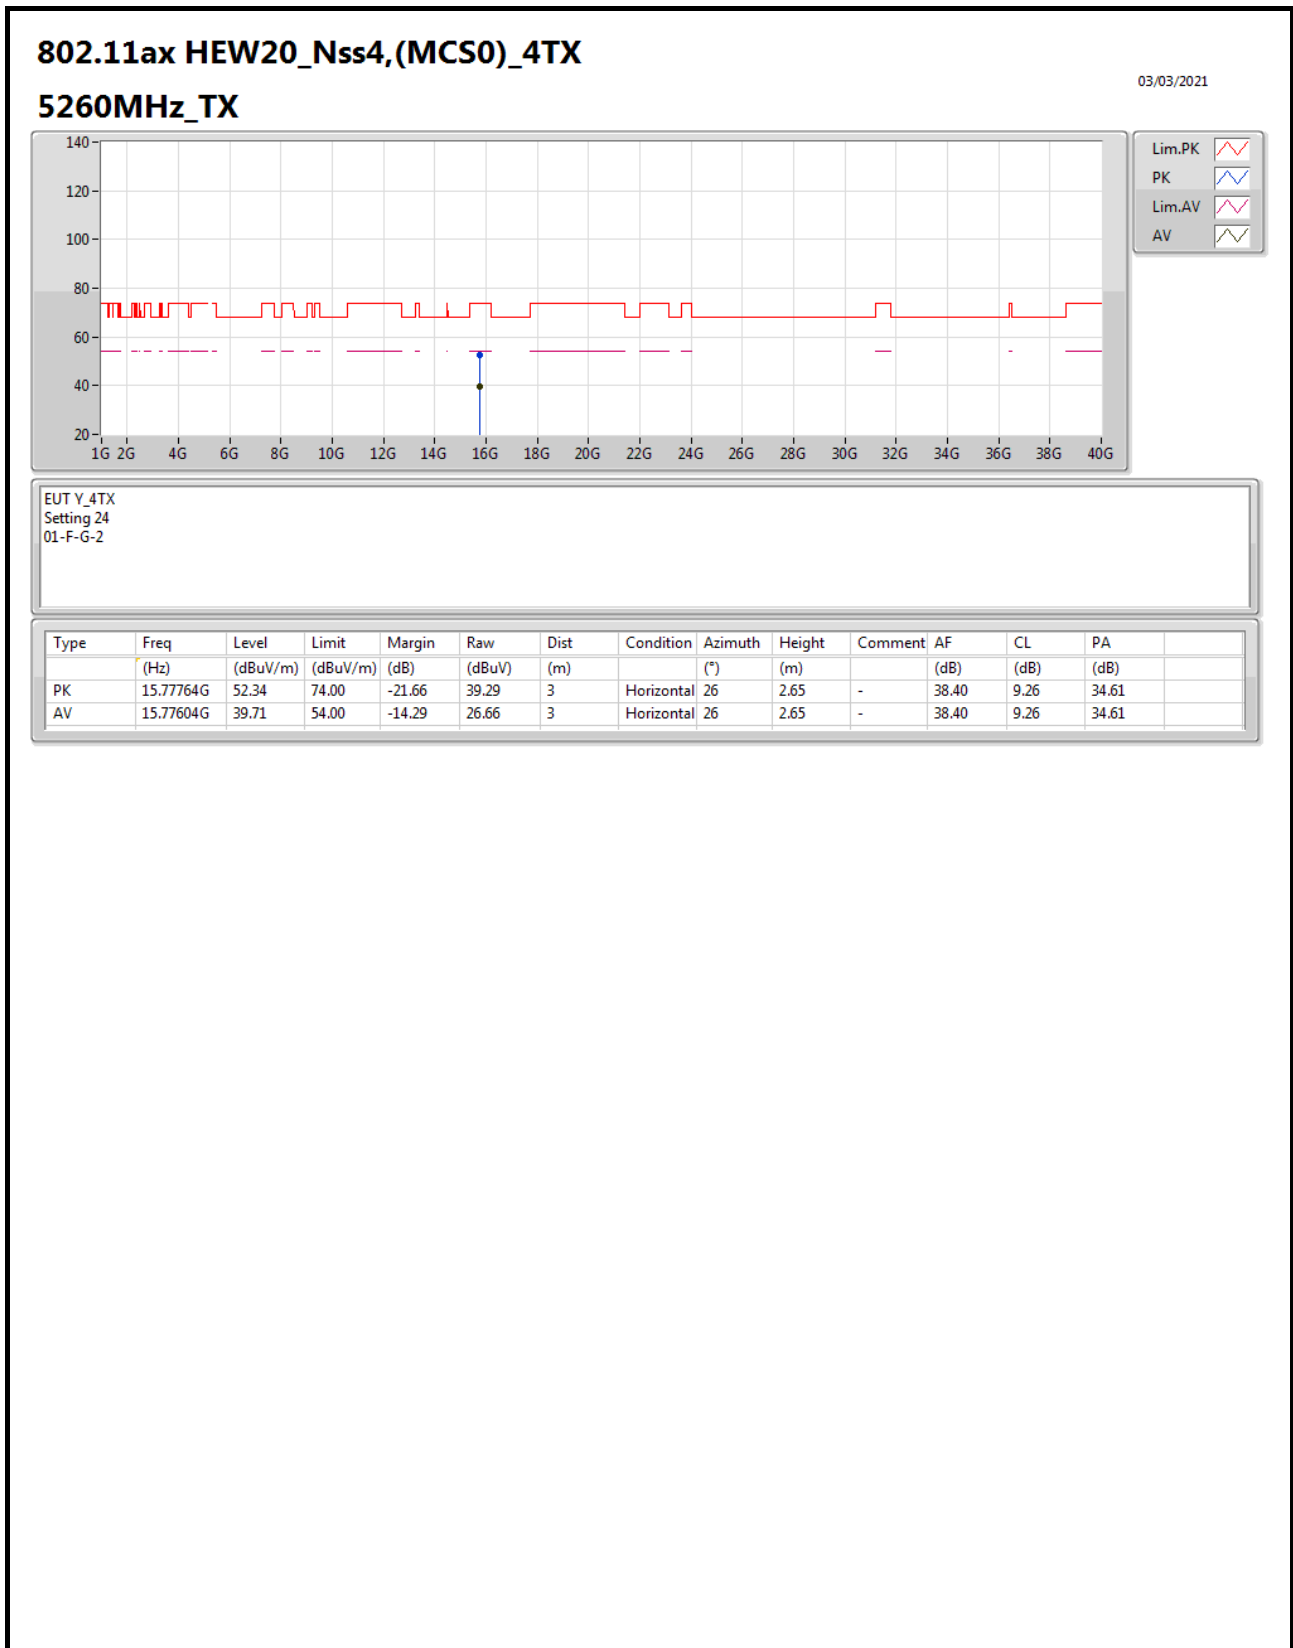 802.11ax HEW20_Nss4,(MCS0)_4TX
03/03/2021
5260MHz_TX
140
120
100
80
60
40
20
1G 2G 4G 6G 8G 10G 12G 14G 16G 18G 20G 22G 24G 26G 28G 30G 32G 34G 36G 38G 40G
Lim.PK
PK
Lim.AV
AV
EUT Y_4TX
Setting 24
01-F-G-2
Type Freq Level Limit Margin Raw Dist Condition Azimuth Height Comment AF CL PA
(Hz) (dBuV/m) (dBuV/m) (dB) (dBuV) (m) (°) (m) (dB) (dB) (dB)
PK 15.77764G 52.34 74.00 -21.66 39.29 3 Horizontal 26 2.65 - 38.40 9.26 34.61
AV 15.77604G 39.71 54.00 -14.29 26.66 3 Horizontal 26 2.65 - 38.40 9.26 34.61